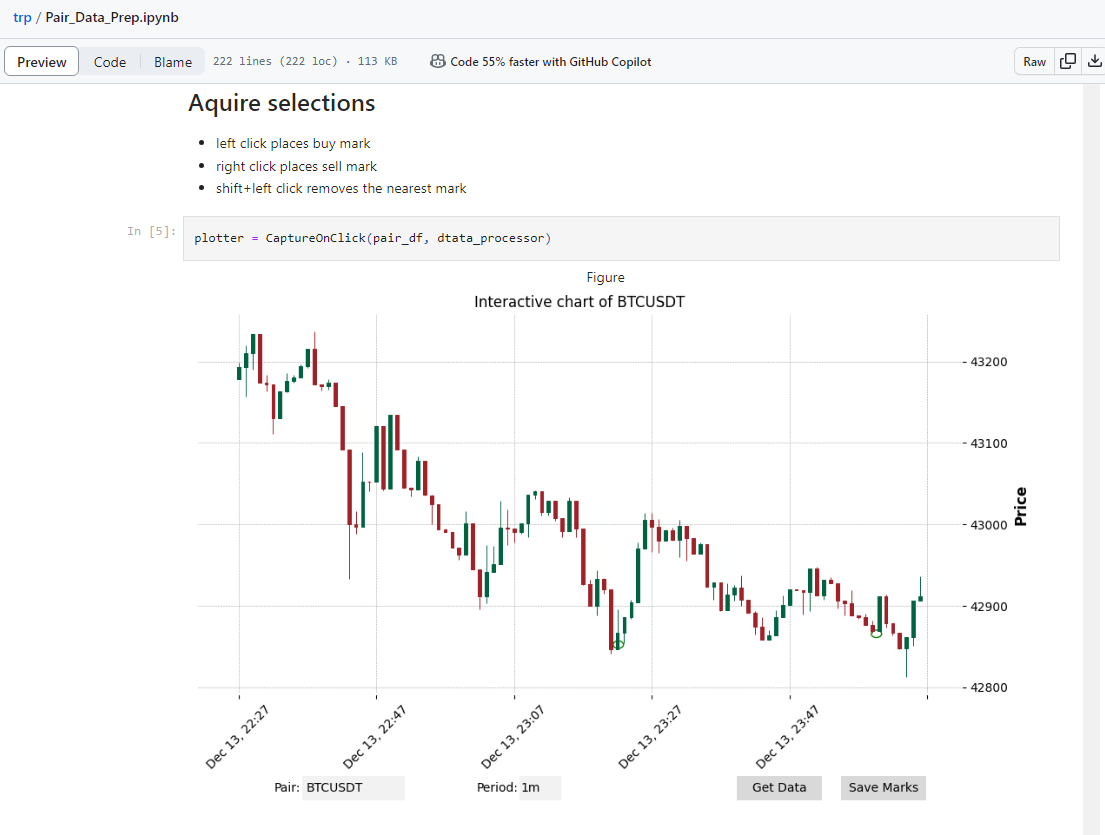 trp / Pair_Data_Prep.ipynb
Preview Code Blame 222 lines (222 loc) · 113 KB Code 55% faster with GitHub Copilot Raw
Aquire selections
• left click places buy mark
• right click places sell mark
• shift+left click removes the nearest mark
In [5]: plotter = CaptureOnClick(pair_df, dtata_processor)
Figure
Interactive chart of BTCUSDT
43200
43100
43000
42900
42800
Price
Dec 13, 22:27
Dec 13, 22:47
Dec 13, 23:07
Dec 13, 23:27
Dec 13, 23:47
Pair: BTCUSDT Period: 1m Get Data Save Marks